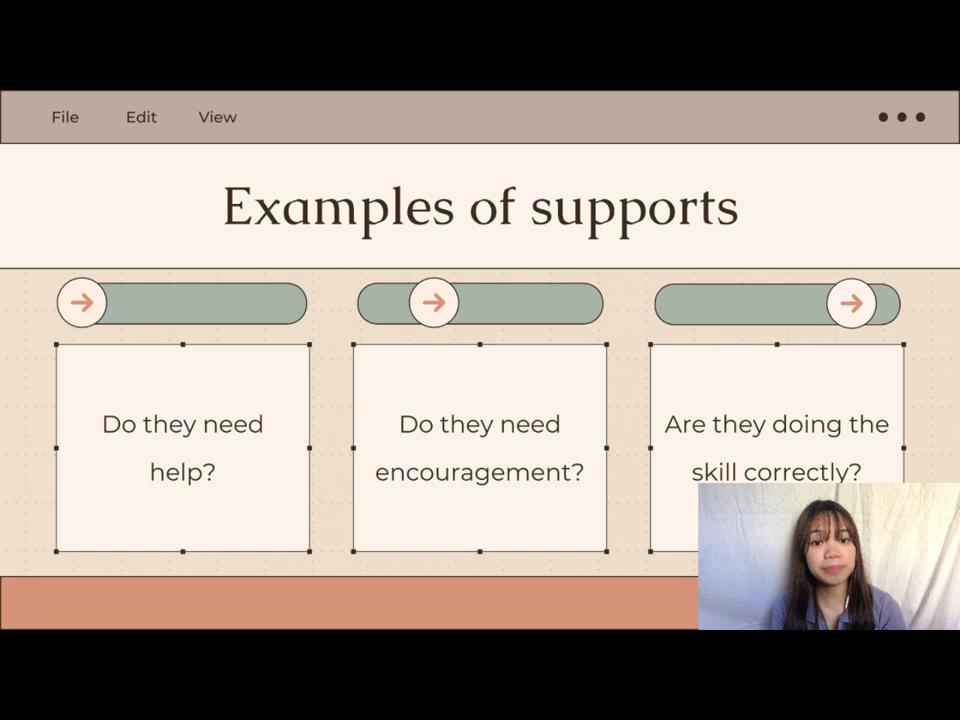 File Edit View
Examples of supports
Do they need
help?
Do they need
encouragement?
Are they doing the
skill correctly?